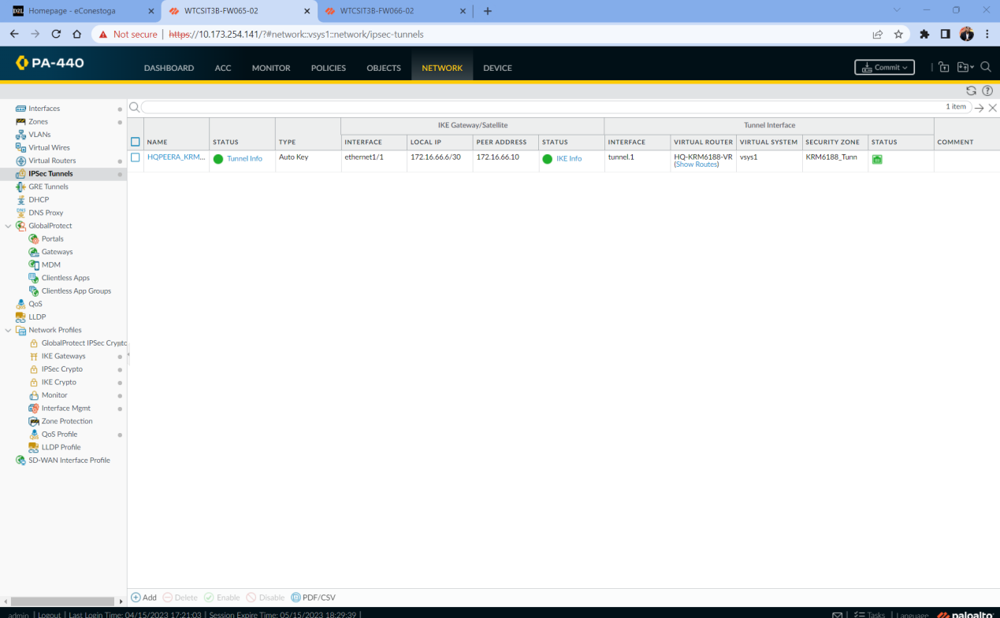 D2L Homepage - eConestoga
WTCSIT3B-FW065-02
WTCSIT3B-FW066-02
Not secure | https://10.173.254.141/?#network::vsys1::network/ipsec-tunnels
PA-440
DASHBOARD ACC MONITOR POLICIES OBJECTS NETWORK DEVICE
Commit
Interfaces
Zones
VLANs
Virtual Wires
Virtual Routers
IPSec Tunnels
GRE Tunnels
DHCP
DNS Proxy
GlobalProtect
Portals
Gateways
MDM
Clientless Apps
Clientless App Groups
QoS
LLDP
Network Profiles
GlobalProtect IPSec Crypto
IKE Gateways
IPSec Crypto
IKE Crypto
Monitor
Interface Mgmt
Zone Protection
QoS Profile
LLDP Profile
SD-WAN Interface Profile
1 item
IKE Gateway/Satellite Tunnel Interface
NAME STATUS TYPE INTERFACE LOCAL IP PEER ADDRESS STATUS INTERFACE VIRTUAL ROUTER VIRTUAL SYSTEM SECURITY ZONE STATUS COMMENT
HQPEERA_KRM... Tunnel Info Auto Key ethernet1/1 172.16.66.6/30 172.16.66.10 IKE Info tunnel.1 HQ-KRM6188-VR vsys1 KRM6188_Tunn
(Show Routes)
Add Delete Enable Disable PDF/CSV
admin | Logout | Last Login Time: 04/15/2023 17:21:03 | Session Expire Time: 05/15/2023 18:29:39 |
Tasks | Language paloalto